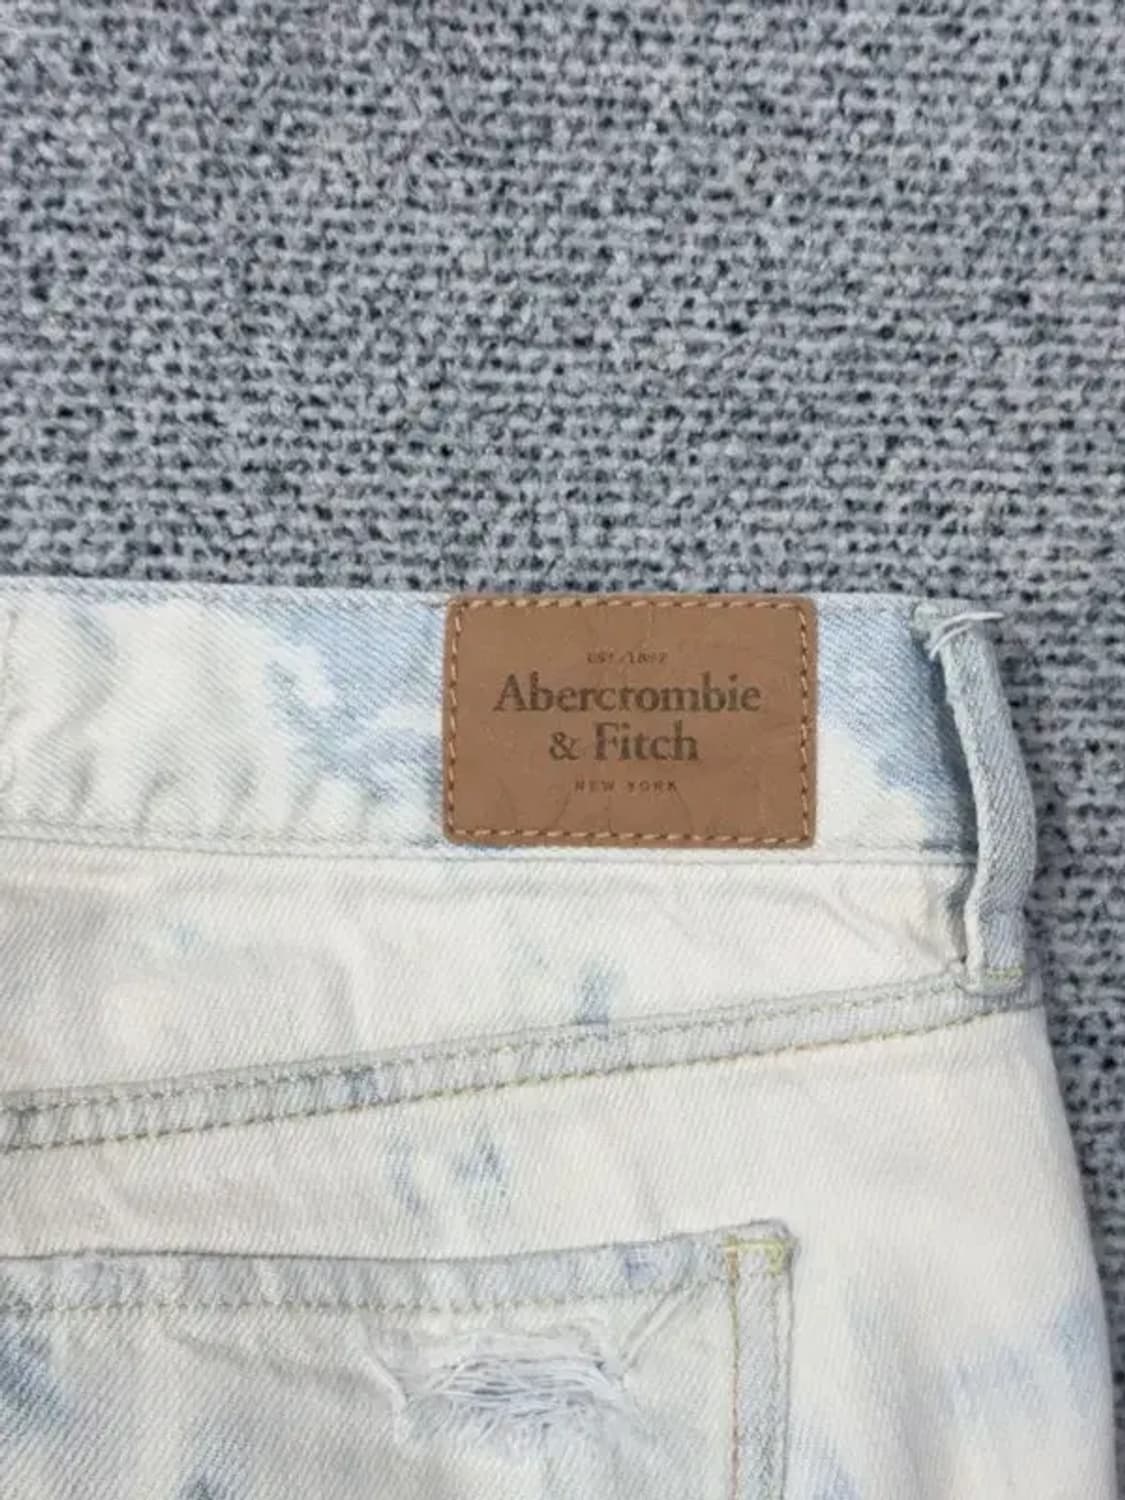 EST. 1892
Abercrombie
& Fitch
NEW YORK